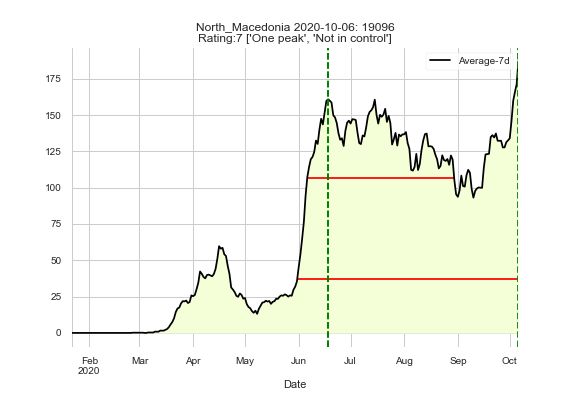 North_Macedonia 2020-10-06: 19096
Rating:7 ['One peak', 'Not in control']
Average-7d
175
150
125
100
75
50
25
0
Feb Mar Apr May Jun Jul Aug Sep Oct
2020
Date